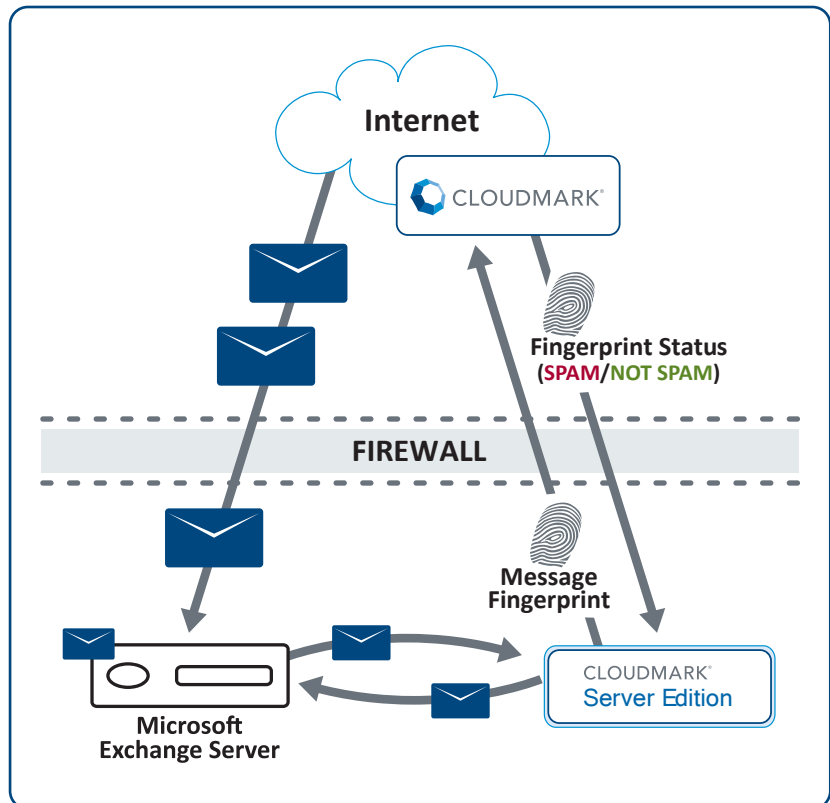 Internet
CLOUDMARK®
Fingerprint Status
(SPAM/NOT SPAM)
FIREWALL
Message
Fingerprint
CLOUDMARK®
Server Edition
Microsoft
Exchange Server